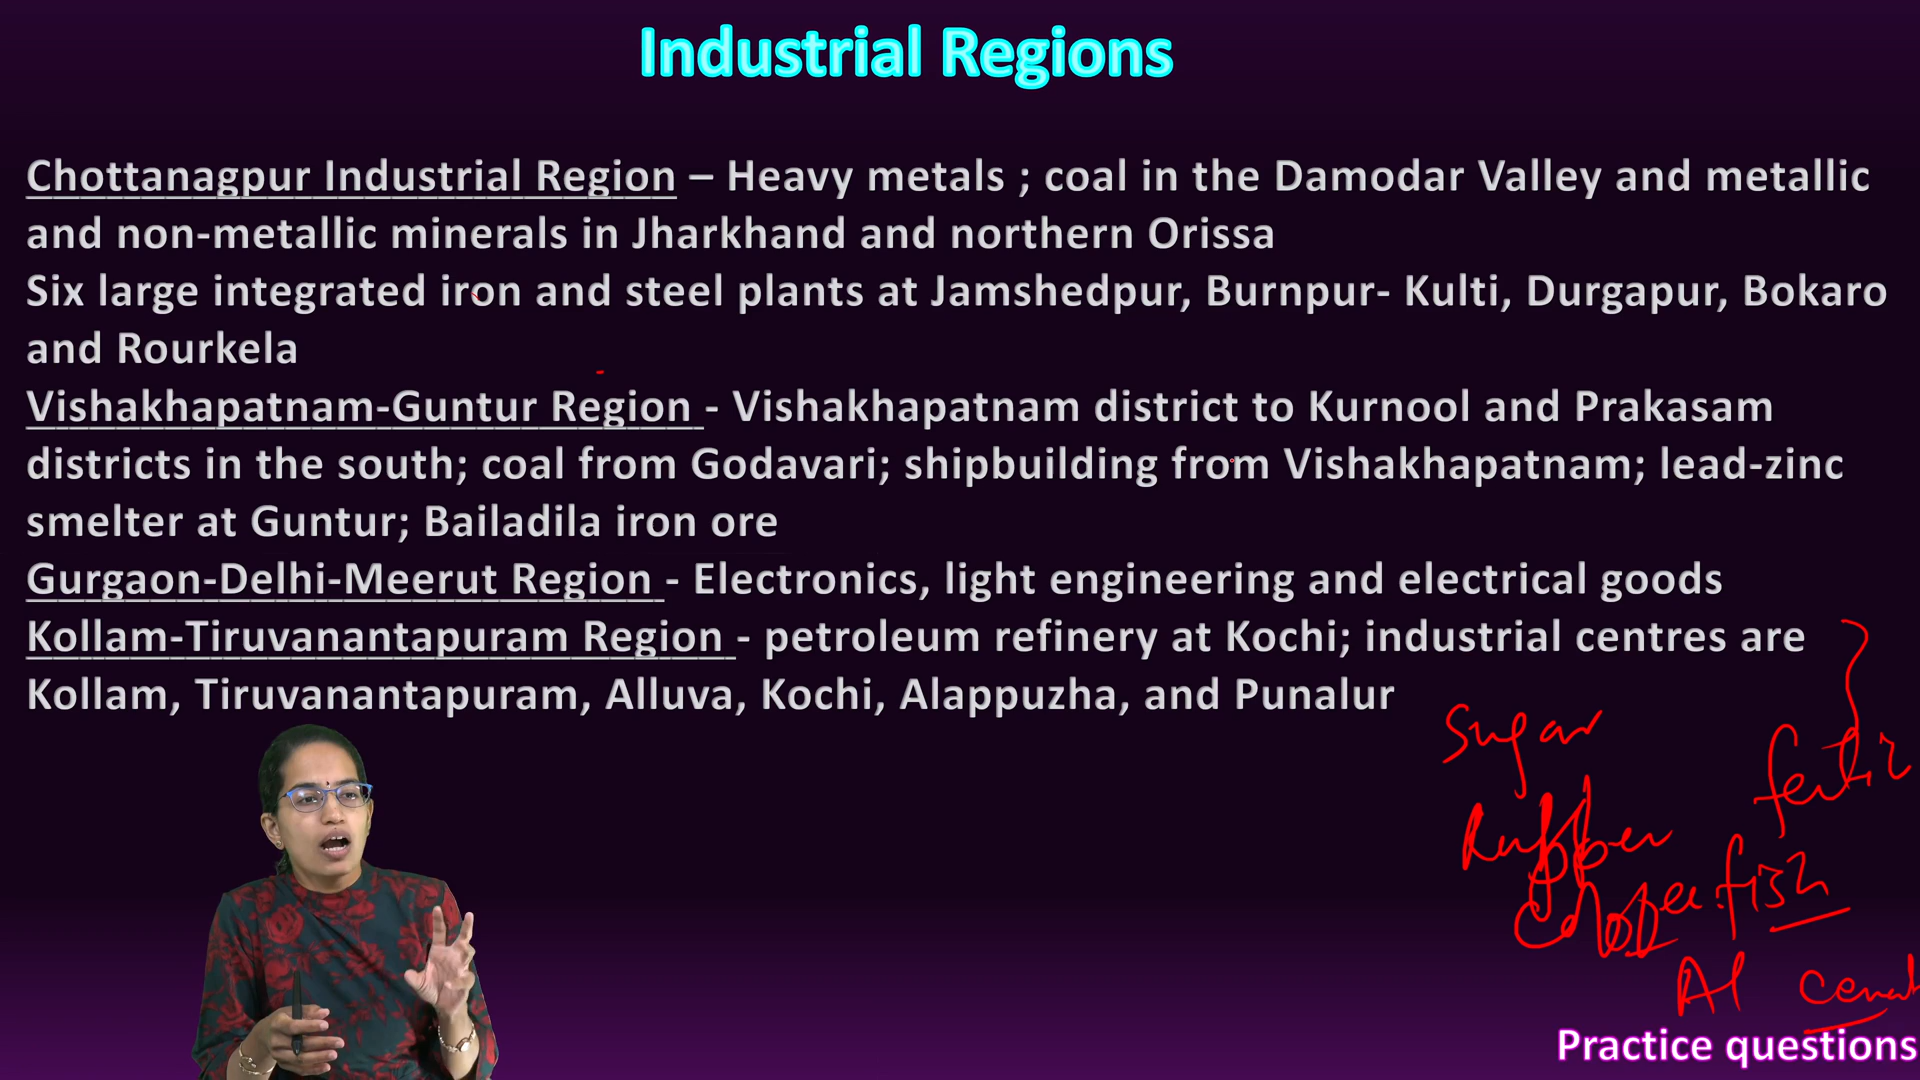 Industrial Regions
Chottanagpur Industrial Region – Heavy metals ; coal in the Damodar Valley and metallic
and non-metallic minerals in Jharkhand and northern Orissa
Six large integrated iron and steel plants at Jamshedpur, Burnpur- Kulti, Durgapur, Bokaro
and Rourkela
Vishakhapatnam-Guntur Region - Vishakhapatnam district to Kurnool and Prakasam
districts in the south; coal from Godavari; shipbuilding from Vishakhapatnam; lead-zinc
smelter at Guntur; Bailadila iron ore
Gurgaon-Delhi-Meerut Region - Electronics, light engineering and electrical goods
Kollam-Tiruvanantapuram Region - petroleum refinery at Kochi; industrial centres are
Kollam, Tiruvanantapuram, Alluva, Kochi, Alappuzha, and Punalur
Sugar
Rubber
fish
Al
Practice questions